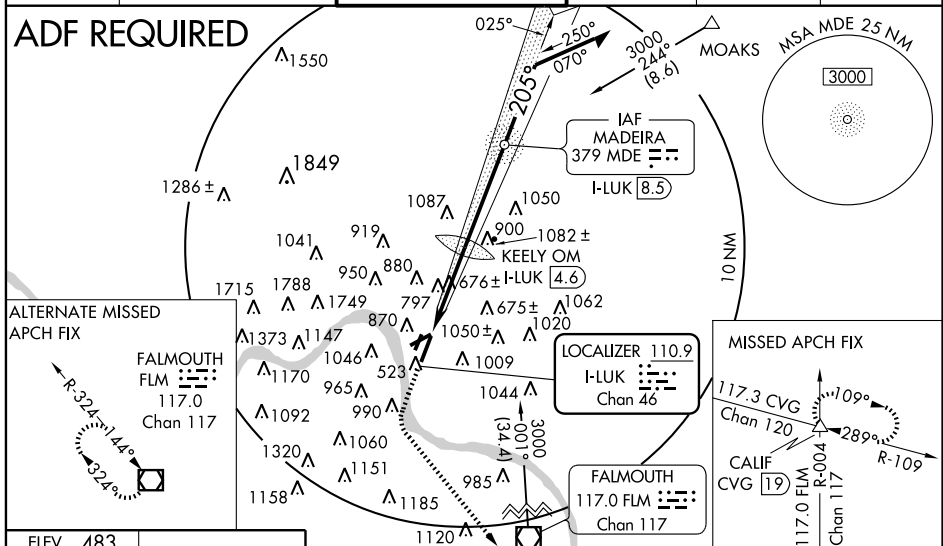 ADF REQUIRED
025°
250°
070°
3000
244°
(8.6)
MOAKS
MSA MDE 25 NM
3000
1550
205°
IAF
MADEIRA
379 MDE
I-LUK 8.5
1849
1286 ±
1087
1050
919
900
1082 ±
1041
KEELY OM
I-LUK 4.6
950
880
676±
10 NM
1715
1788
1749
797
675±
1062
870
1050±
1020
1373
1147
1046
523
1009
1170
965
1044
LOCALIZER 110.9
I-LUK
Chan 46
990
1092
3000
001°
(34.4)
1060
1320
1151
985
1158
1185
1120
FALMOUTH
117.0 FLM
Chan 117
ALTERNATE MISSED
APCH FIX
FALMOUTH
FLM
117.0
Chan 117
R-324
144°
324°
MISSED APCH FIX
117.3 CVG
Chan 120
109°
289°
R-109
CALIF
CVG 19
117.0 FLM
R-004
Chan 117
ELEV 483